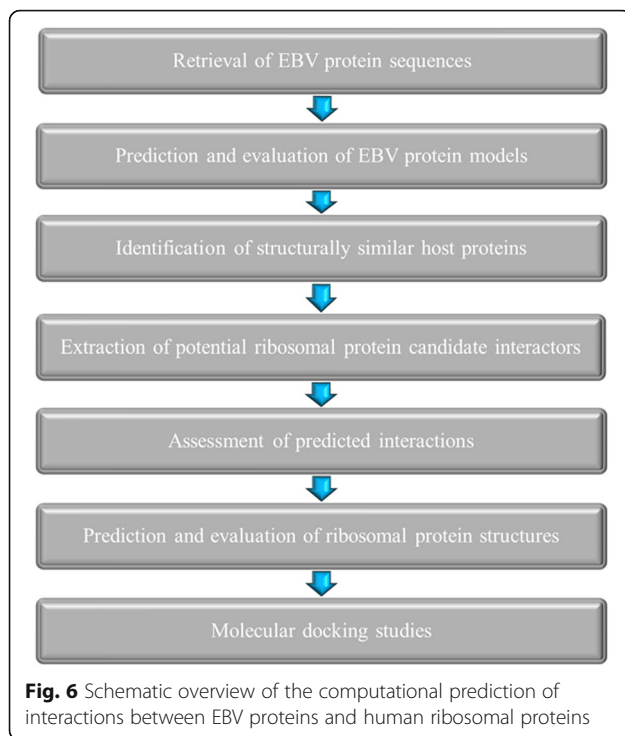 Retrieval of EBV protein sequences
Prediction and evaluation of EBV protein models
Identification of structurally similar host proteins
Extraction of potential ribosomal protein candidate interactors
Assessment of predicted interactions
Prediction and evaluation of ribosomal protein structures
Molecular docking studies
Fig. 6 Schematic overview of the computational prediction of
interactions between EBV proteins and human ribosomal proteins